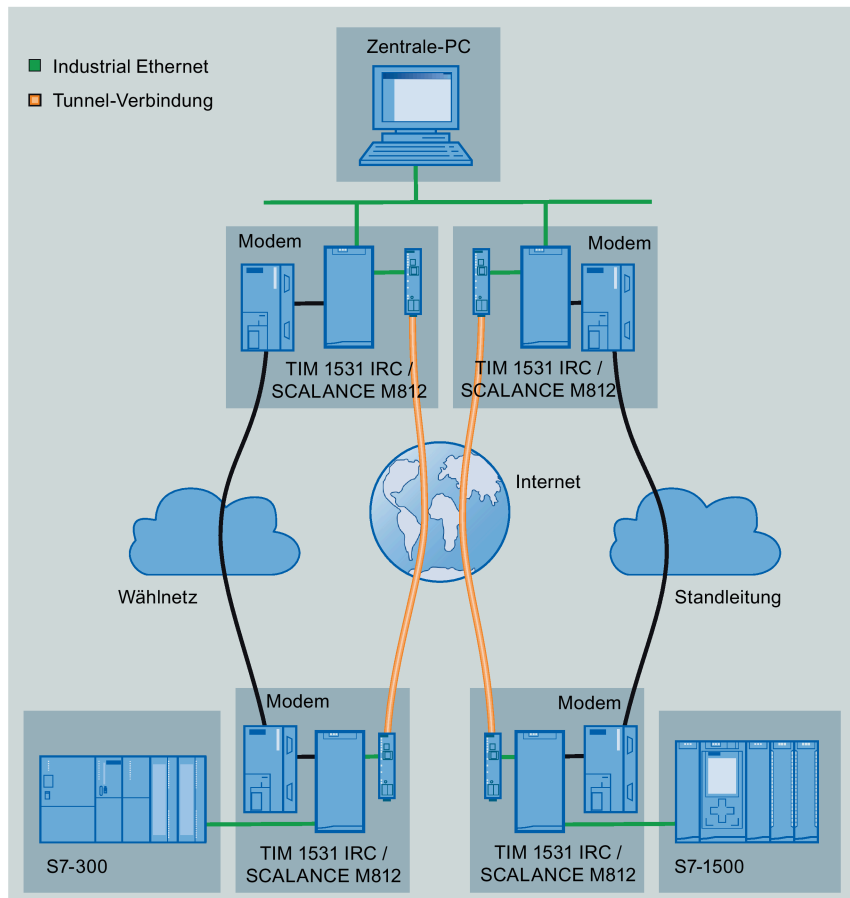 Zentrale-PC
Industrial Ethernet
Tunnel-Verbindung
Modem
Modem
TIM 1531 IRC /
SCALANCE M812
TIM 1531 IRC /
SCALANCE M812
Internet
Wählnetz
Standleitung
Modem
Modem
TIM 1531 IRC /
SCALANCE M812
TIM 1531 IRC /
SCALANCE M812
S7-300
S7-1500